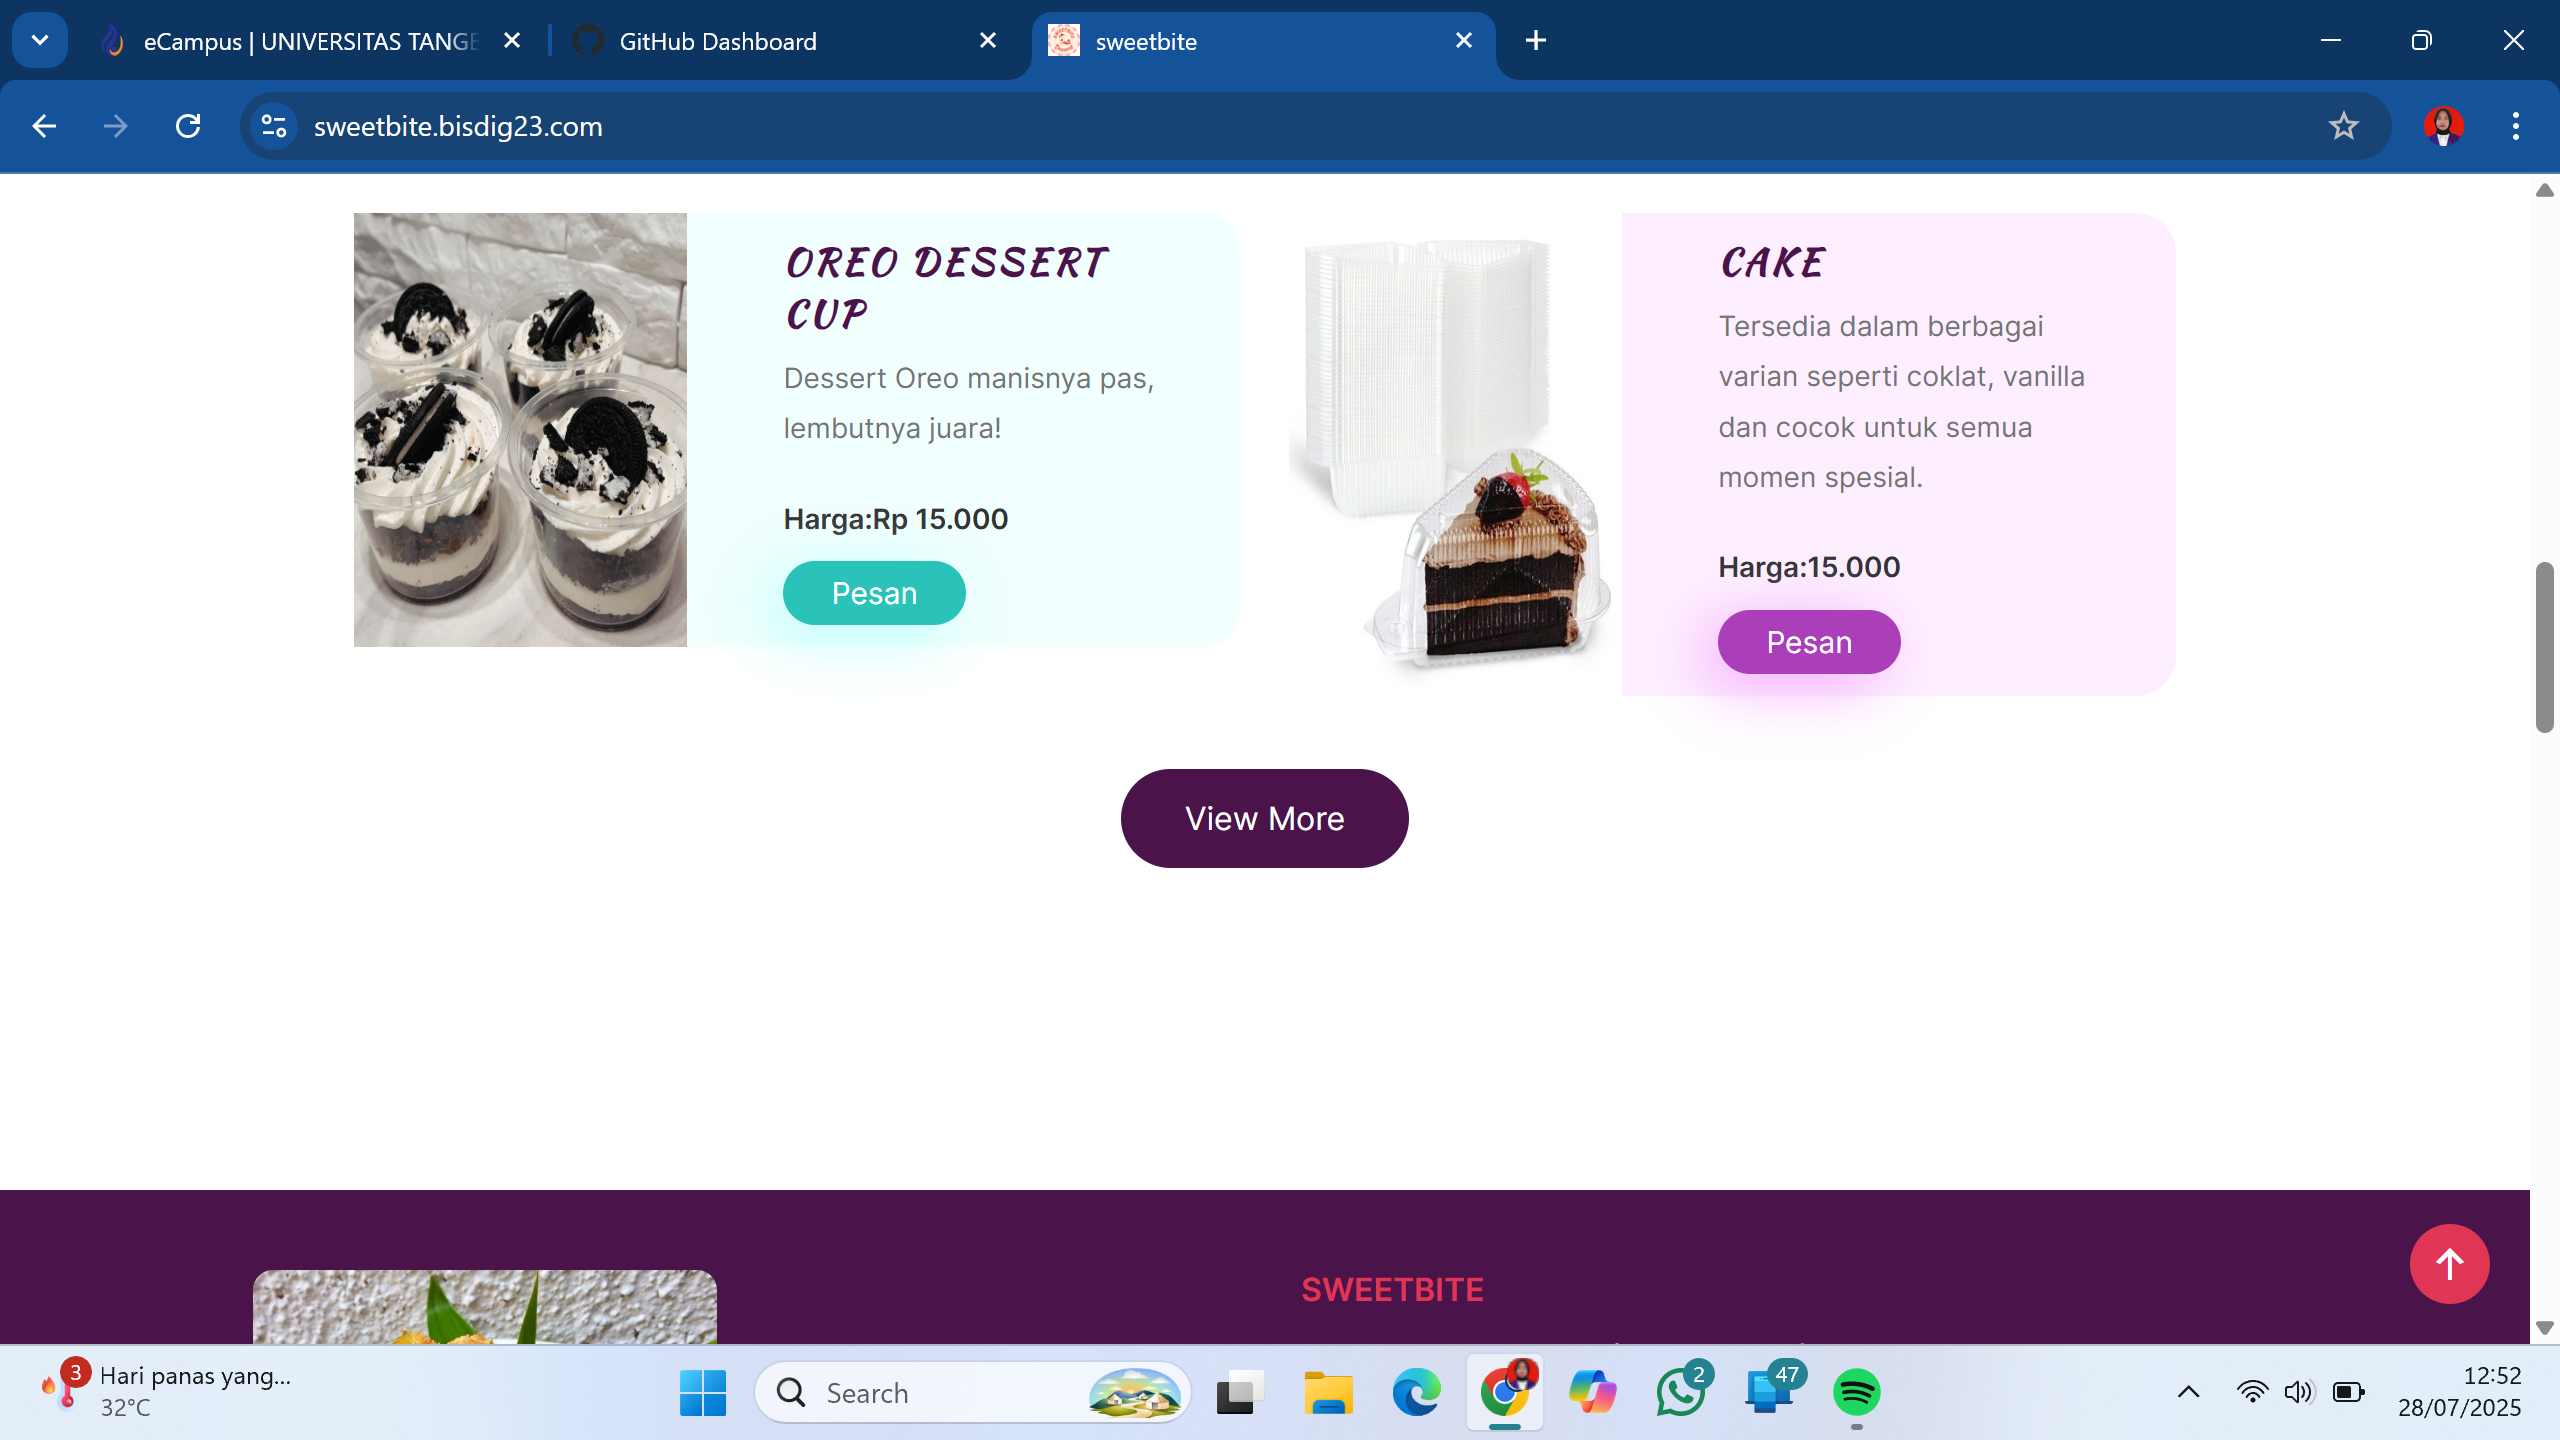 eCampus | UNIVERSITAS TANGE
GitHub Dashboard
sweetbite
sweetbite.bisdig23.com
OREO DESSERT
CUP
Dessert Oreo manisnya pas,
lembutnya juara!
Harga:Rp 15.000
Pesan
CAKE
Tersedia dalam berbagai
varian seperti coklat, vanilla
dan cocok untuk semua
momen spesial.
Harga:15.000
Pesan
View More
SWEETBITE
3
Hari panas yang...
32°C
Search
2
47
12:52
28/07/2025